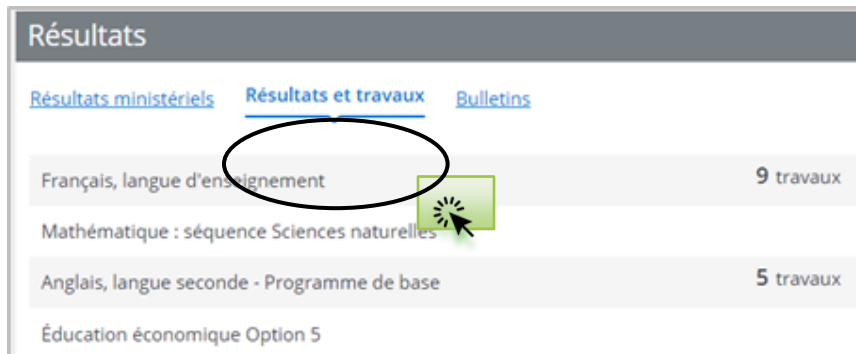 Résultats
Résultats ministériels Résultats et travaux Bulletins
Français, langue d'enseignement 9 travaux
Mathématique : séquence Sciences naturelles
Anglais, langue seconde - Programme de base 5 travaux
Éducation économique Option 5